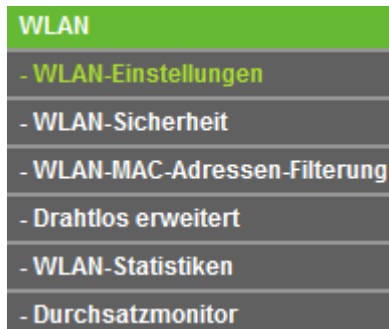 WLAN
- WLAN-Einstellungen
- WLAN-Sicherheit
- WLAN-MAC-Adressen-Filterung
- Drahtlos erweitert
- WLAN-Statistiken
- Durchsatzmonitor